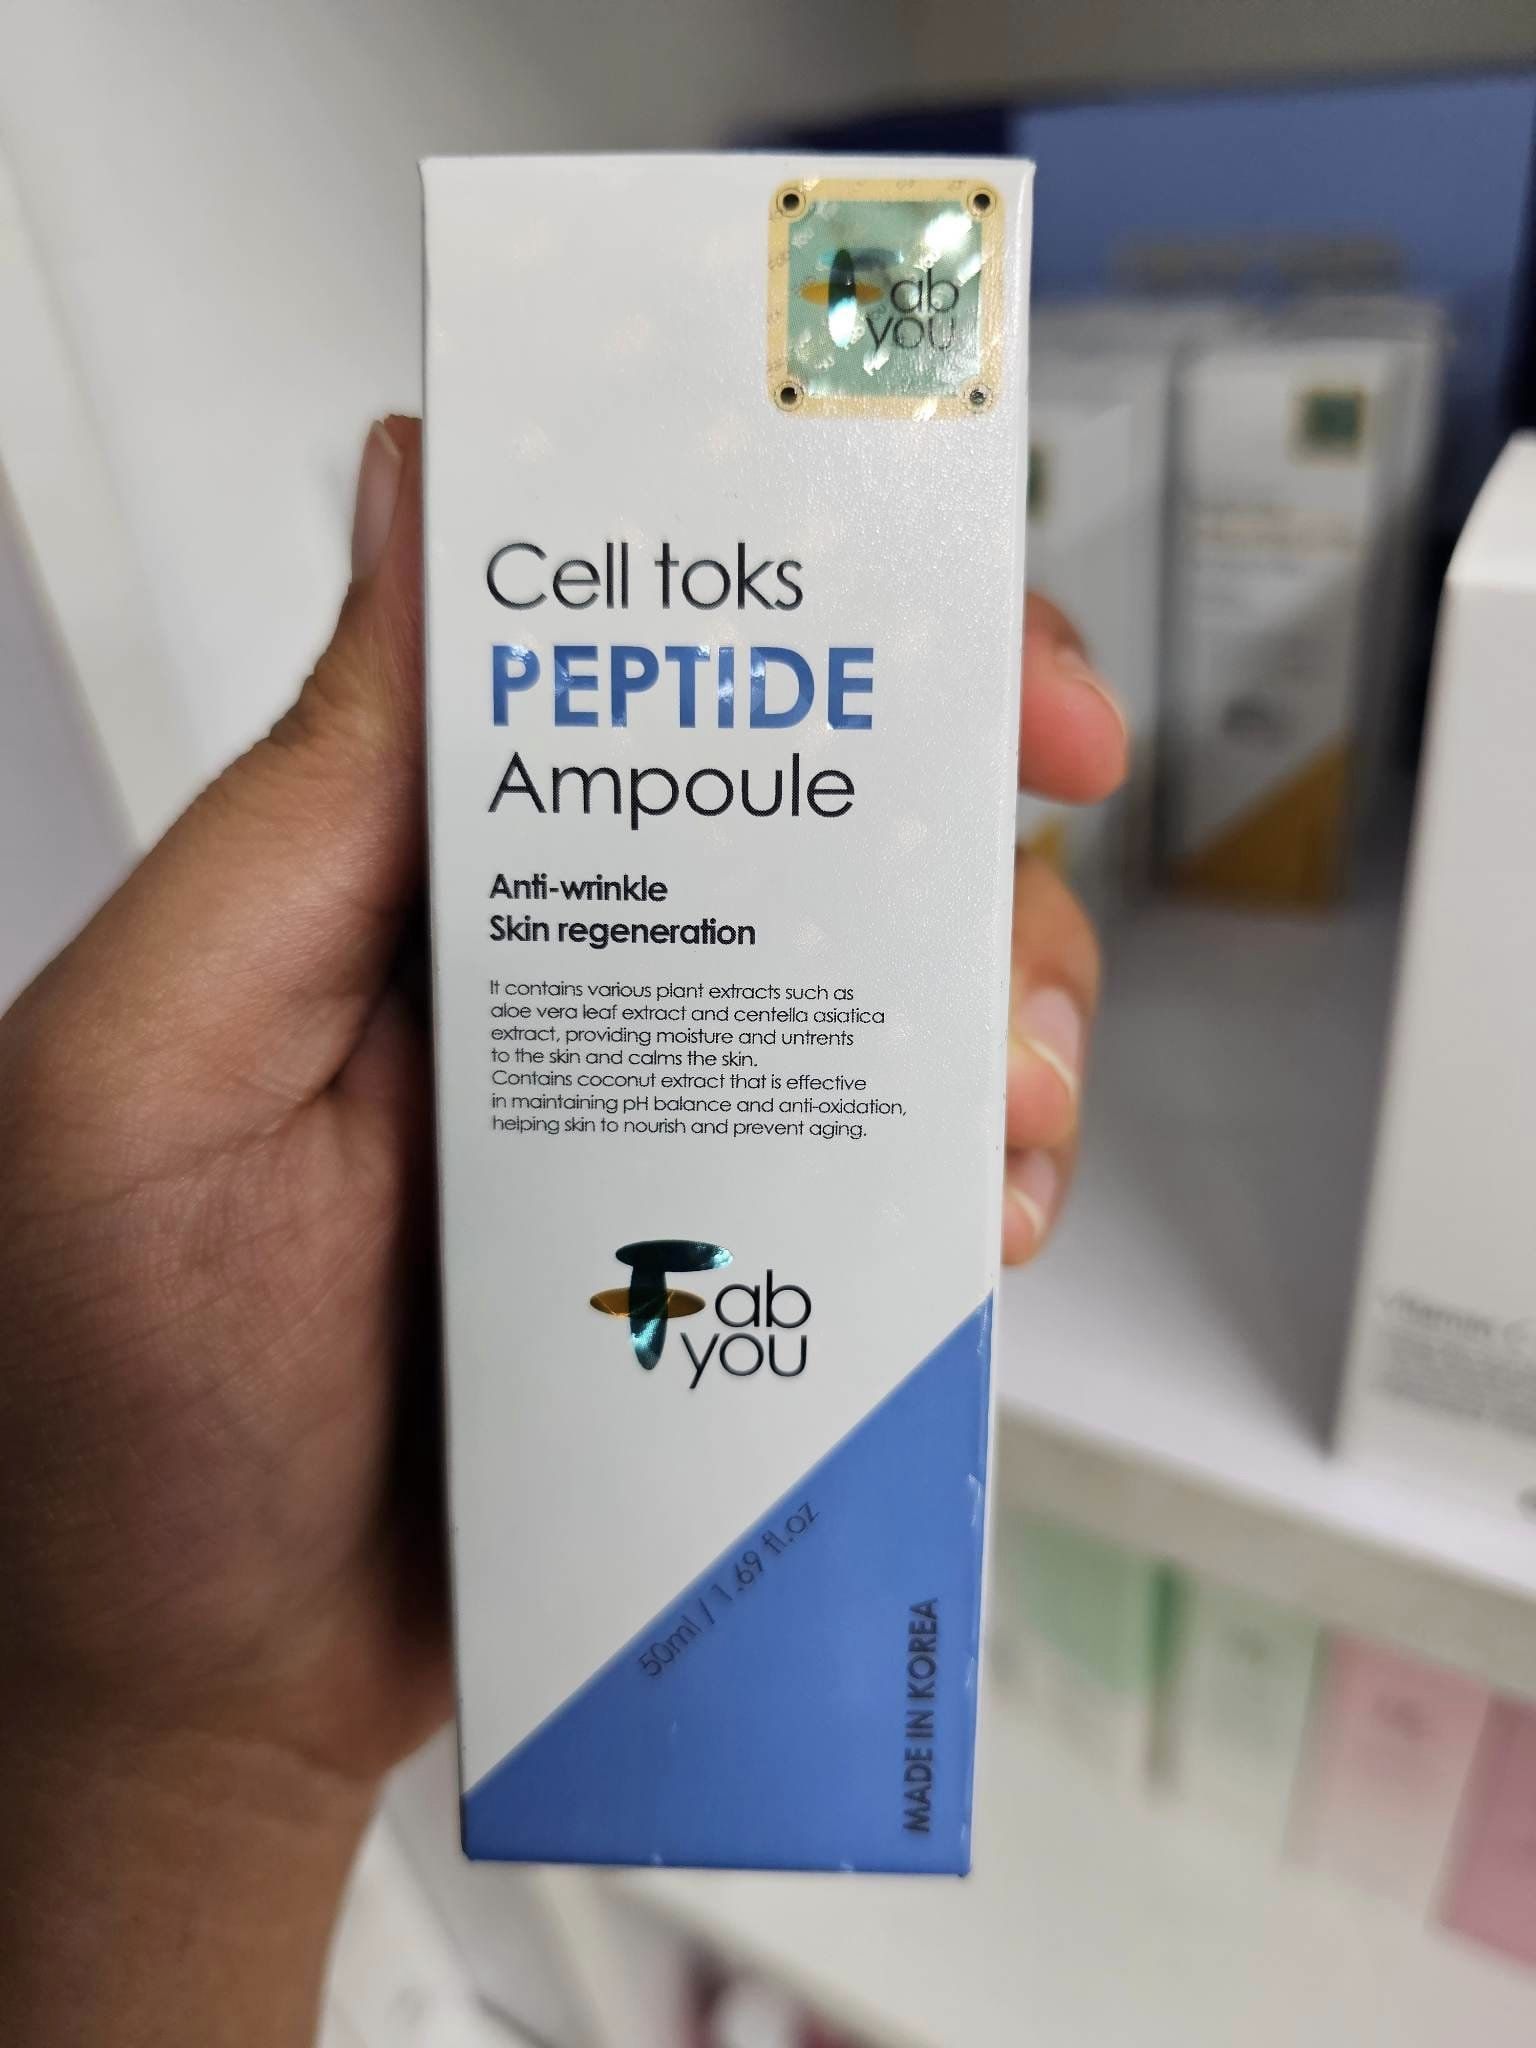 Fab
you
Cell toks
PEPTIDE
Ampoule
Anti-wrinkle
Skin regeneration
It contains various plant extracts such as
aloe vera leaf extract and centella asiatica
extract, providing moisture and untrents
to the skin and calms the skin.
Contains coconut extract that is effective
in maintaining pH balance and anti-oxidation,
helping skin to nourish and prevent aging.
Fab
you
50ml / 1.69 fl.oz
MADE IN KOREA
Vitamin C